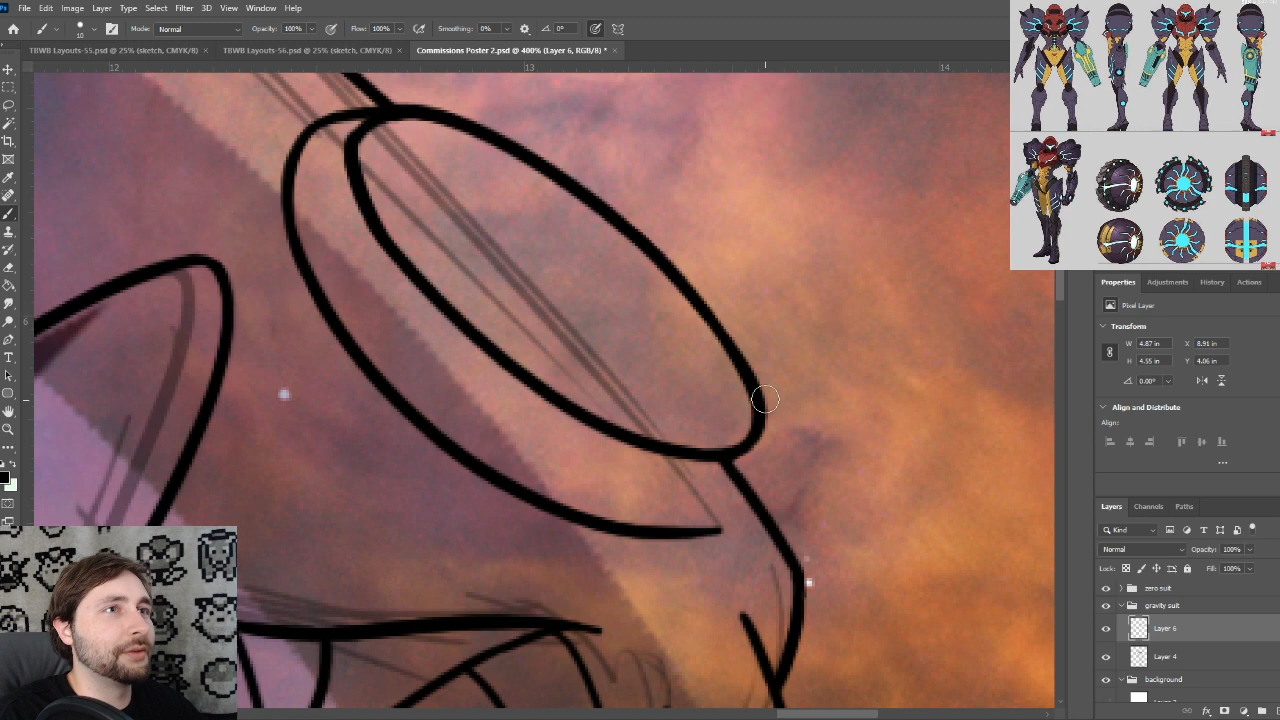 File Edit Image Layer Type Select Filter 3D View Window Help
10 Mode: Normal Opacity: 100% Flow: 100% Smoothing: 0% 0°
TBWB Layouts-55.psd @ 25% (sketch, CMYK/8) × TBWB Layouts-56.psd @ 25% (sketch, CMYK/8) × Commissions Poster 2.psd @ 400% (Layer 6, RGB/8) * ×
12 13 14
6
Properties Adjustments History Actions
Pixel Layer
Transform
W 4.87 in X 8.91 in
H 4.55 in Y 4.06 in
0.00°
Align and Distribute
Align:
...
Layers Channels Paths
Kind
Normal Opacity: 100%
Lock: Fill: 100%
zero suit
gravity suit
Layer 6
Layer 4
background